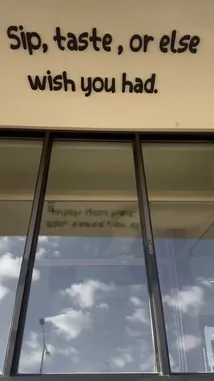 Sip, taste, or else
wish you had.